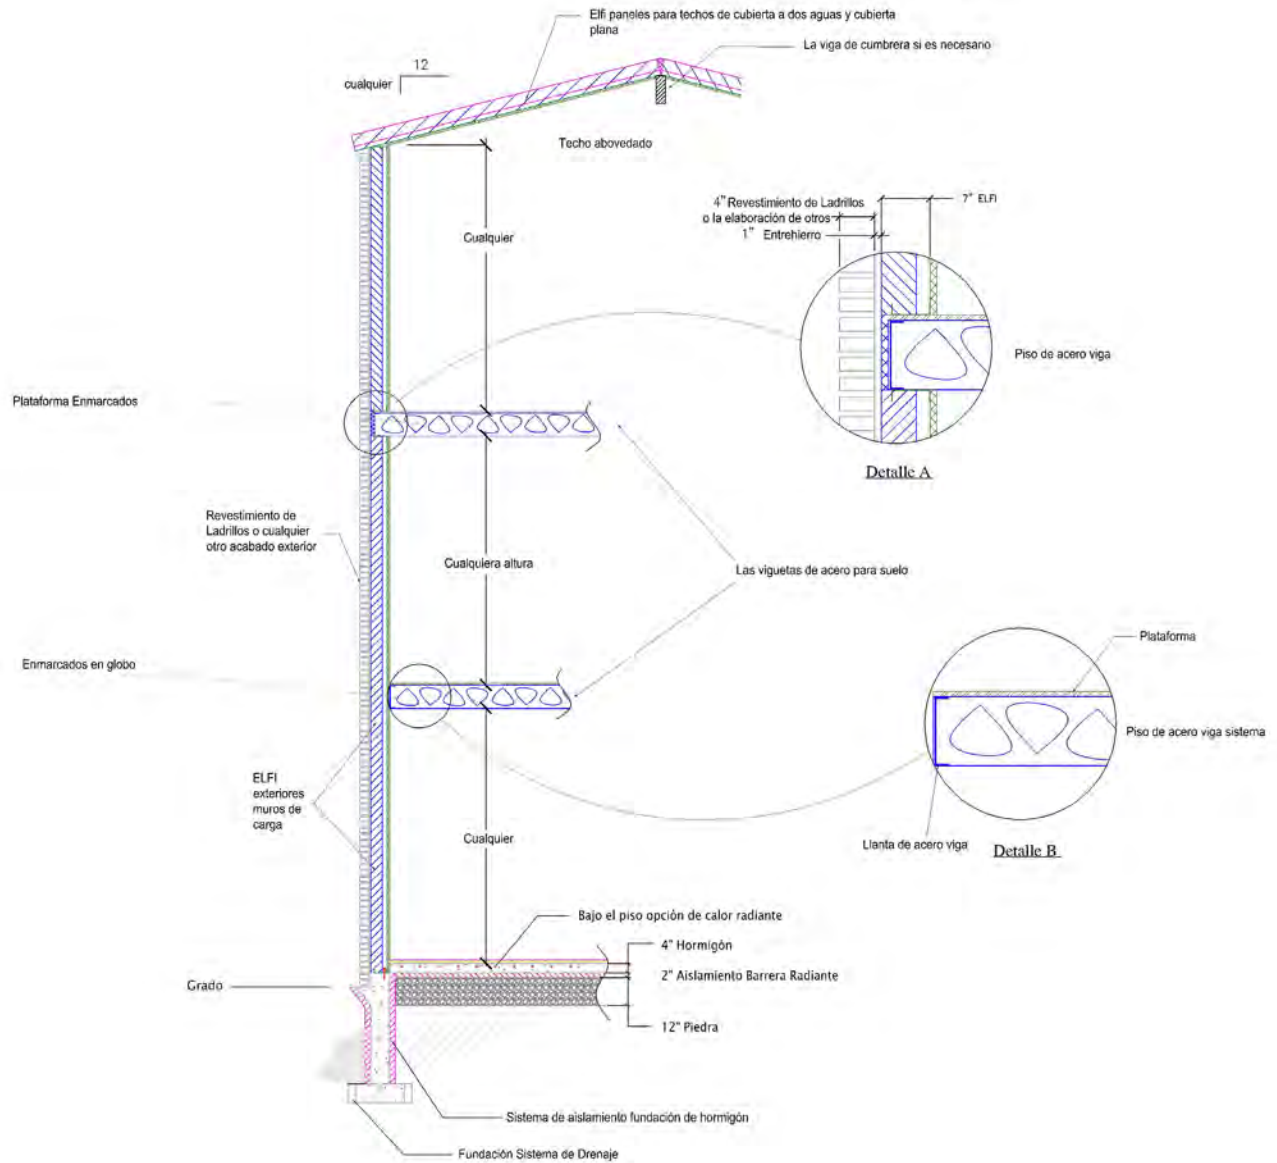 Elfi paneles para techos de cubierta a dos aguas y cubierta
plana
La viga de cumbrera si es necesario
12
cualquier
Techo abovedado
4" Revestimiento de Ladrillos
o la elaboración de otros
1" Entrehierro
7" ELFI
Cualquier
Piso de acero viga
Plataforma Enmarcados
Detalle A
Revestimiento de
Ladrillos o cualquier
otro acabado exterior
Cualquiera altura
Las viguetas de acero para suelo
Enmarcados en globo
Plataforma
Piso de acero viga sistema
ELFI
exteriores
muros de
carga
Cualquier
Llanta de acero viga
Detalle B
Bajo el piso opción de calor radiante
4" Hormigón
2" Aislamiento Barrera Radiante
Grado
12" Piedra
Sistema de aislamiento fundación de hormigón
Fundación Sistema de Drenaje